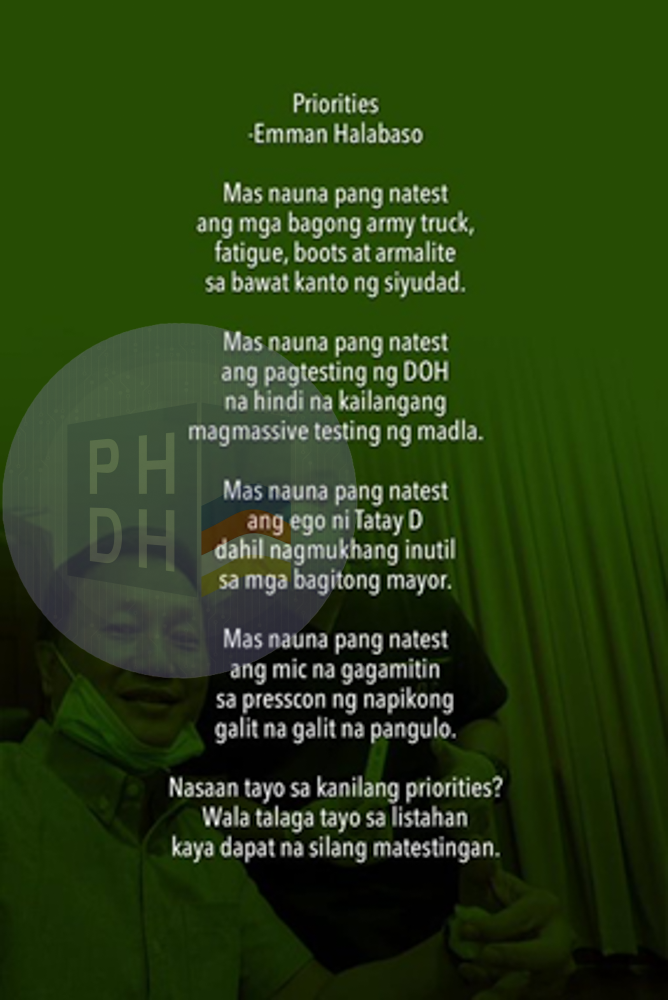 Priorities
-Emman Halabaso
Mas nauna pang natest
ang mga bagong army truck,
fatigue, boots at armalite
sa bawat kanto ng siyudad.
Mas nauna pang natest
ang pagtesting ng DOH
na hindi na kailangang
magmassive testing ng madla.
Mas nauna pang natest
ang ego ni Tatay D
dahil nagmukhang inutil
sa mga bagitong mayor.
Mas nauna pang natest
ang mic na gagamitin
sa presscon ng napikong
galit na galit na pangulo.
Nasaan tayo sa kanilang priorities?
Wala talaga tayo sa listahan
kaya dapat na silang matestingan.
PH
DH